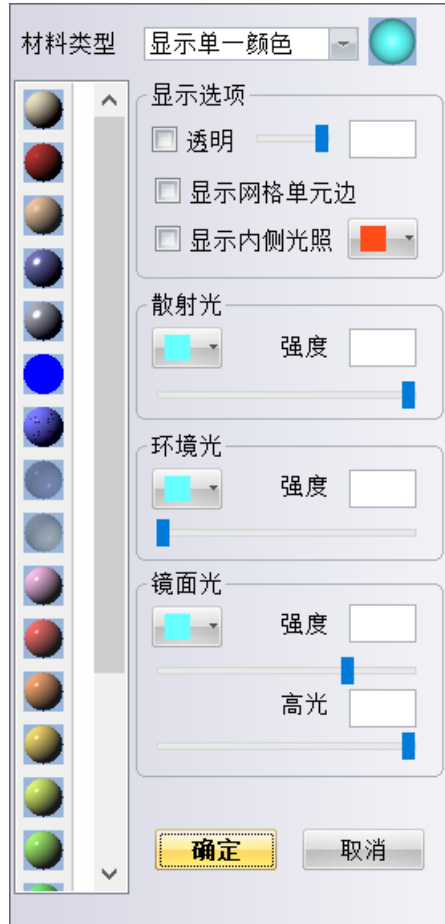 材料类型 显示单一颜色
显示选项
透明
显示网格单元边
显示内侧光照
散射光
强度
环境光
强度
镜面光
强度
高光
确定 取消